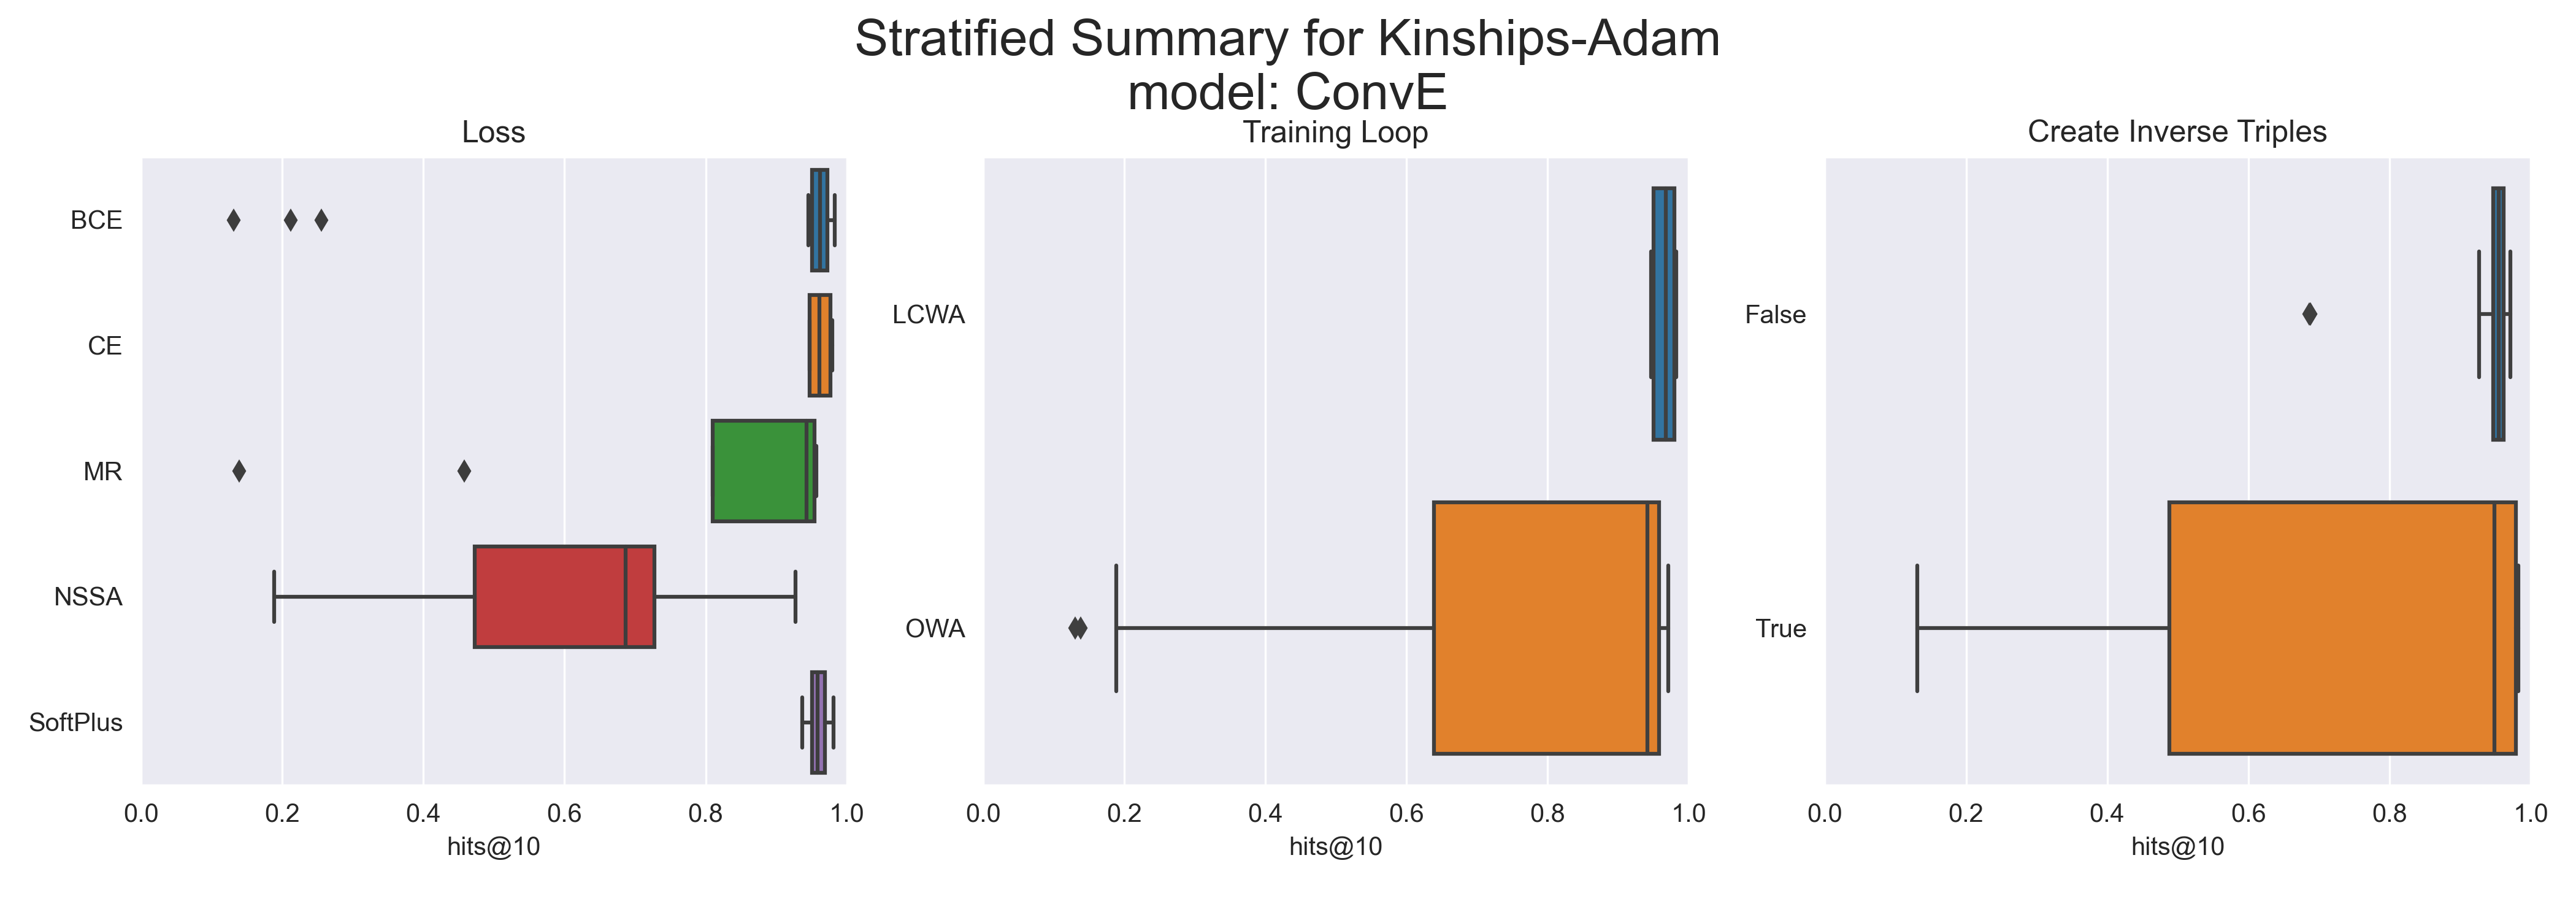 Stratified Summary for Kinships-Adam
model: ConvE
Loss
BCE
CE
MR
NSSA
SoftPlus
0.0 0.2 0.4 0.6 0.8 1.0
hits@10
Training Loop
LCWA
OWA
0.0 0.2 0.4 0.6 0.8 1.0
hits@10
Create Inverse Triples
False
True
0.0 0.2 0.4 0.6 0.8 1.0
hits@10